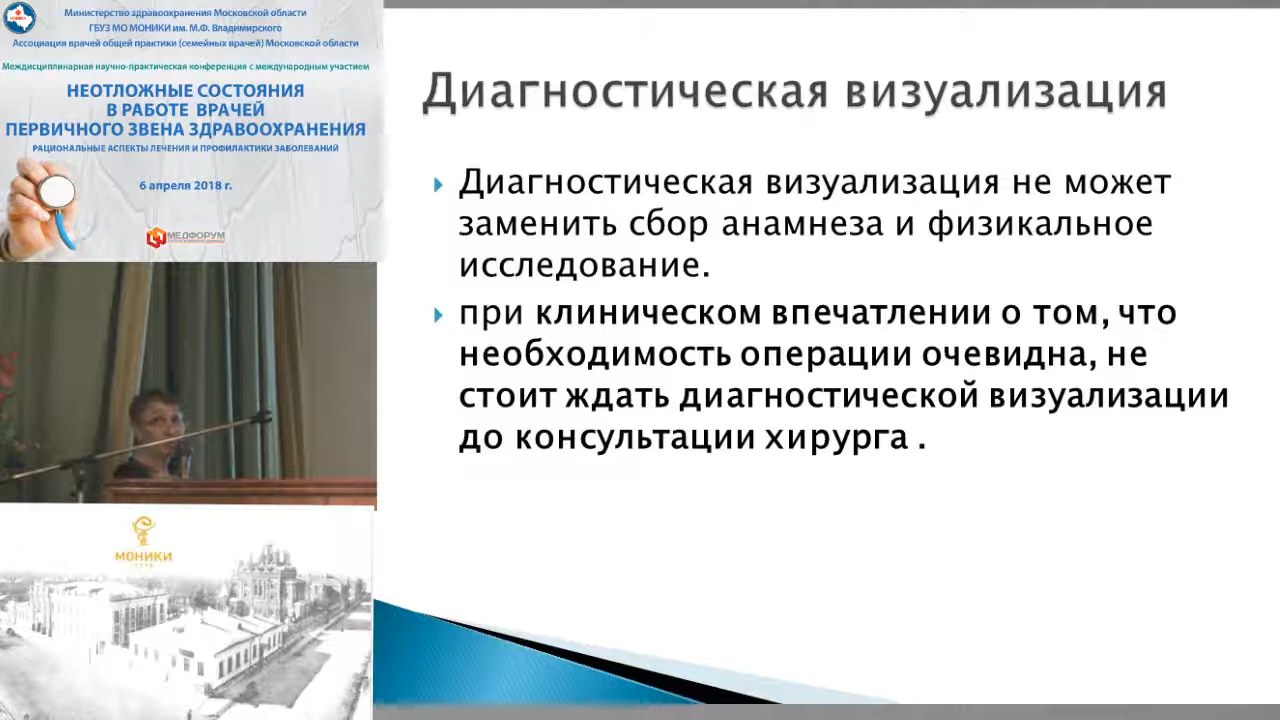 Министерство здравоохранения Московской области
ГБУЗ МО МОНИКИ им. М.Ф. Владимирского
Ассоциация врачей общей практики (семейных врачей) Московской области
Междисциплинарная научно-практическая конференция с международным участием
НЕОТЛОЖНЫЕ СОСТОЯНИЯ
В РАБОТЕ ВРАЧЕЙ
ПЕРВИЧНОГО ЗВЕНА ЗДРАВООХРАНЕНИЯ
РАЦИОНАЛЬНЫЕ АСПЕКТЫ ЛЕЧЕНИЯ И ПРОФИЛАКТИКИ ЗАБОЛЕВАНИЙ
6 апреля 2018 г.
МЕДФОРУМ
МОНИКИ
Диагностическая визуализация
Диагностическая визуализация не может
заменить сбор анамнеза и физикальное
исследование.
при клиническом впечатлении о том, что
необходимость операции очевидна, не
стоит ждать диагностической визуализации
до консультации хирурга .